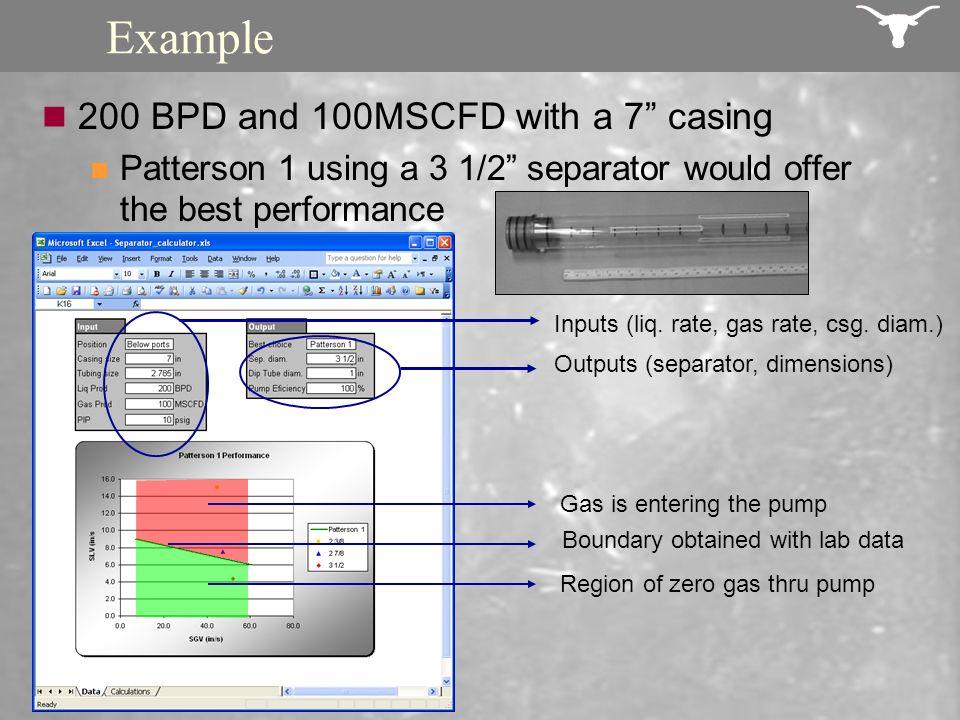 Example
200 BPD and 100MSCFD with a 7” casing
Patterson 1 using a 3 1/2” separator would offer
the best performance
Microsoft Excel - Separator_calculator.xls
File Edit View Insert Format Tools Data Window Help Type a question for help
Arial 10
K16
Input
Position Below ports
Casing size 7 in
Tubing size 2.785 in
Liq Prod 200 BPD
Gas Prod 100 MSCFD
PIP 10 psig
Output
Best choice Patterson 1
Sep. diam. 3 1/2 in
Dip Tube diam. 1 in
Pump Eficiency 100 %
Inputs (liq. rate, gas rate, csg. diam.)
Outputs (separator, dimensions)
Patterson 1 Performance
SLV (in/s)
16.0
14.0
12.0
10.0
8.0
6.0
4.0
2.0
0.0
0.0 20.0 40.0 60.0 80.0
SGV (in/s)
Patterson 1
2 3/8
2 7/8
3 1/2
Gas is entering the pump
Boundary obtained with lab data
Region of zero gas thru pump
Data Calculations
Ready